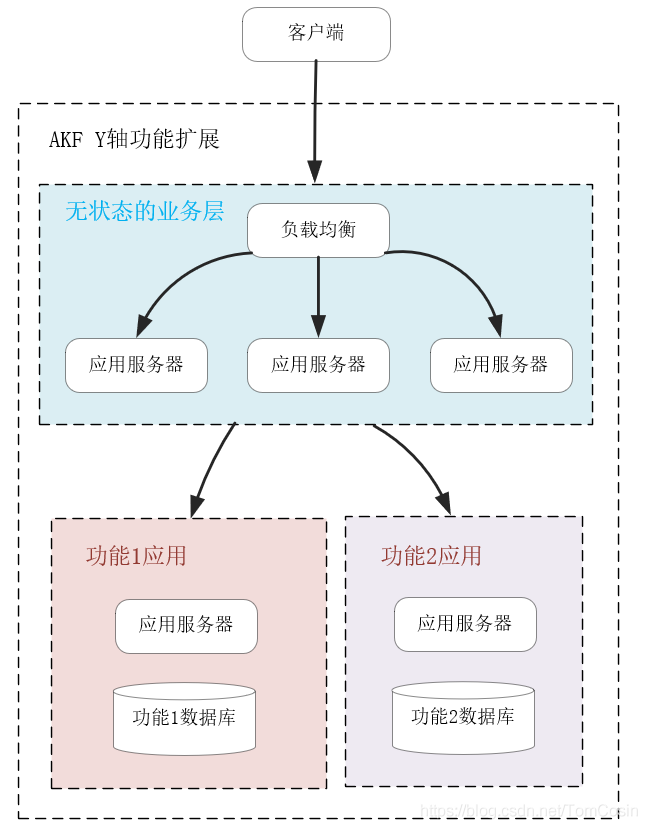 客户端
AKF Y轴功能扩展
无状态的业务层
负载均衡
应用服务器
应用服务器
应用服务器
功能1应用
功能2应用
应用服务器
应用服务器
功能1数据库
功能2数据库
https://blog.csdn.net/TomCosin